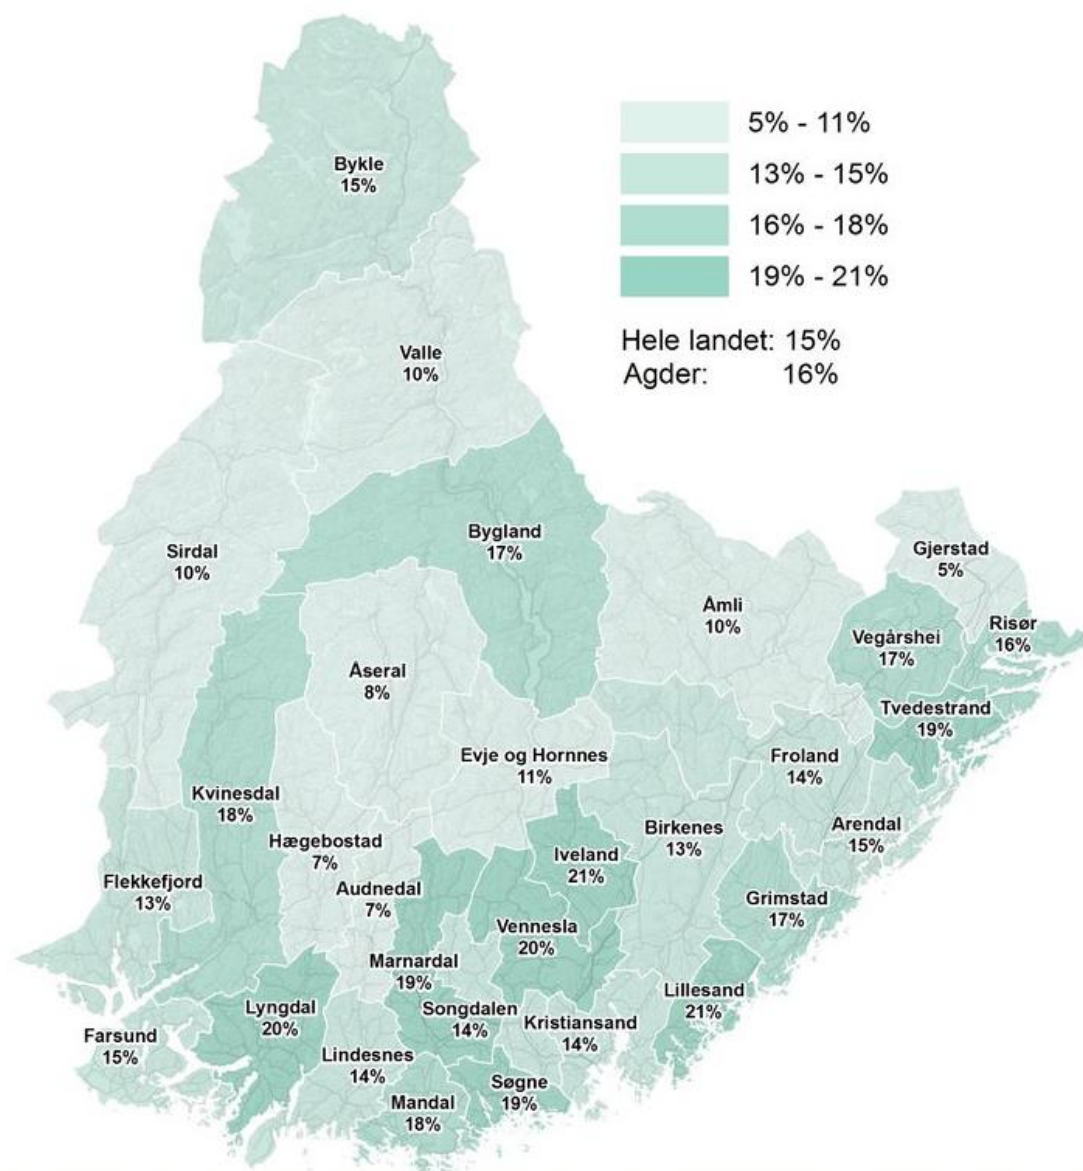 5% - 11%
13% - 15%
16% - 18%
19% - 21%
Hele landet: 15%
Agder: 16%
Bykle
15%
Valle
10%
Sirdal
10%
Bygland
17%
Gjerstad
5%
Åmli
10%
Risør
16%
Vegårshei
17%
Åseral
8%
Tvedestrand
19%
Evje og Hornnes
11%
Froland
14%
Kvinesdal
18%
Arendal
15%
Birkenes
13%
Hægebostad
7%
Iveland
21%
Flekkefjord
13%
Audnedal
7%
Grimstad
17%
Vennesla
20%
Marnardal
19%
Lillesand
21%
Lyngdal
20%
Songdalen
14%
Kristiansand
14%
Farsund
15%
Lindesnes
14%
Søgne
19%
Mandal
18%